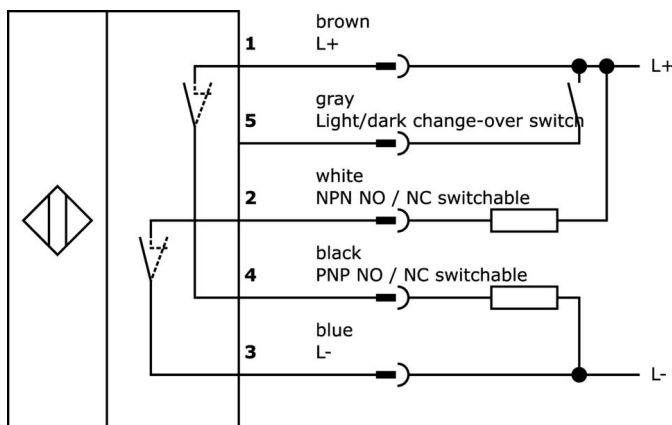 brown
1 L+
L+
gray
5 Light/dark change-over switch
white
2 NPN NO / NC switchable
black
4 PNP NO / NC switchable
blue
3 L-
L-